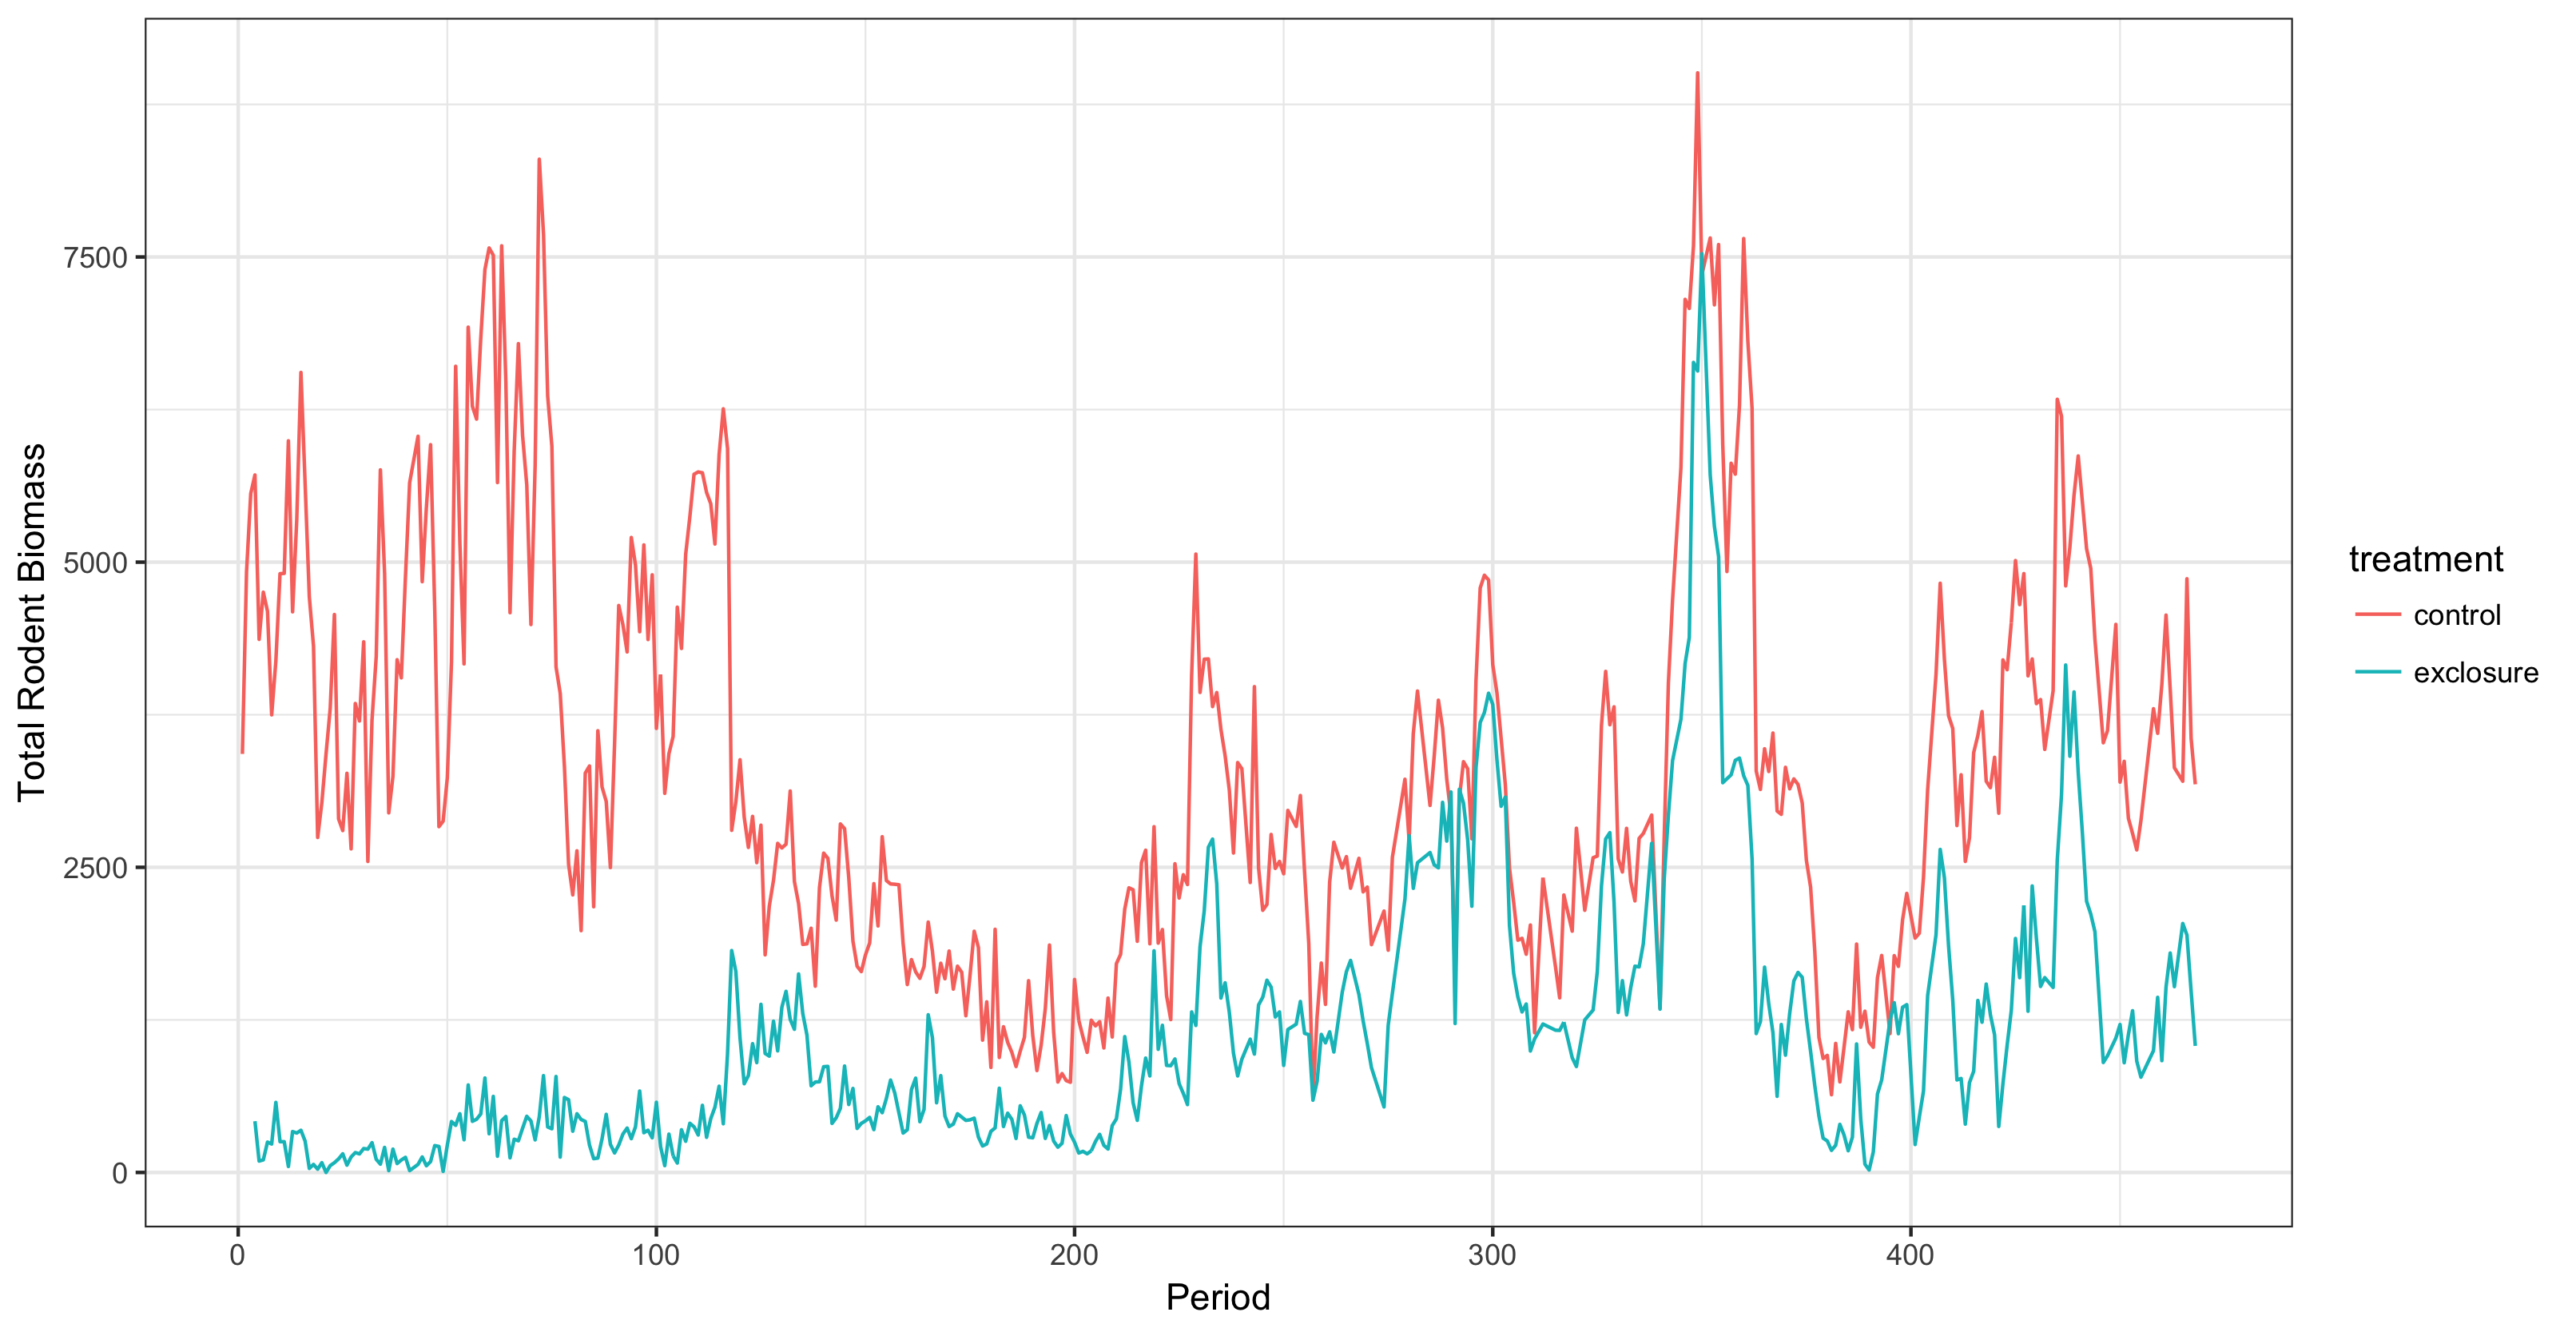 Total Rodent Biomass
7500
5000
2500
0
0 100 200 300 400
Period
treatment
control
exclosure